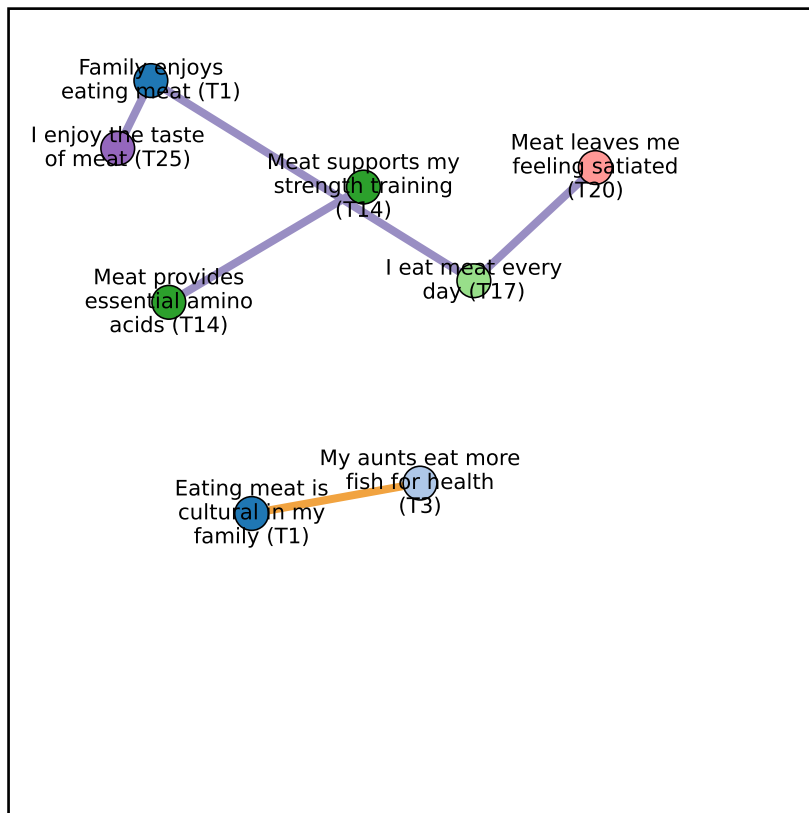 Family enjoys
eating meat (T1)
I enjoy the taste
of meat (T25)
Meat leaves me
feeling satiated
(T20)
Meat supports my
strength training
(T14)
I eat meat every
day (T17)
Meat provides
essential amino
acids (T14)
My aunts eat more
fish for health
(T3)
Eating meat is
cultural in my
family (T1)